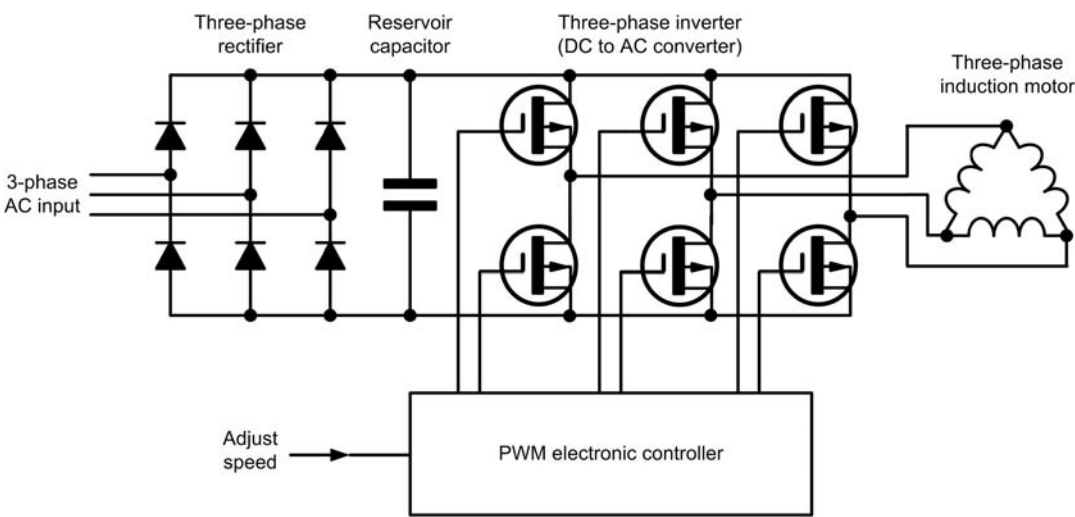 Three-phase
rectifier
Reservoir
capacitor
Three-phase inverter
(DC to AC converter)
Three-phase
induction motor
3-phase
AC input
Adjust
speed
PWM electronic controller